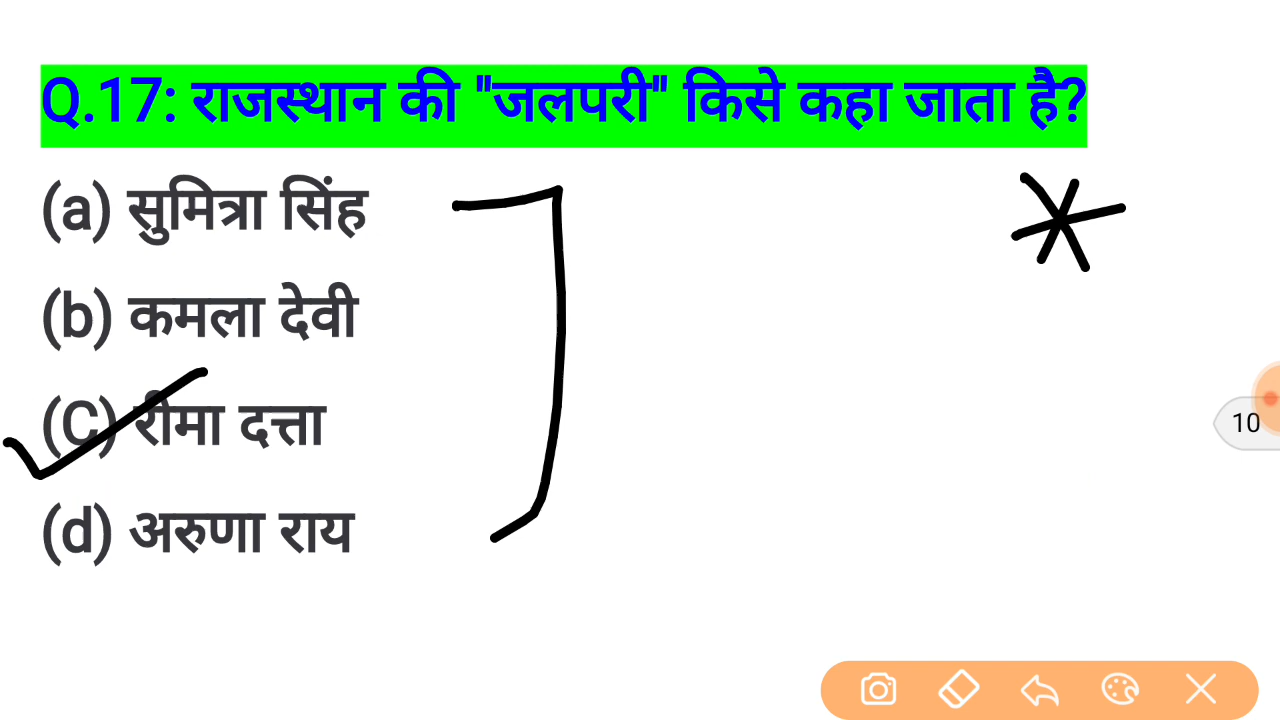 Q.17: राजस्थान की "जलपरी" किसे कहा जाता है?
(a) सुमित्रा सिंह
(b) कमला देवी
(C) रीमा दत्ता
(d) अरुणा राय
10